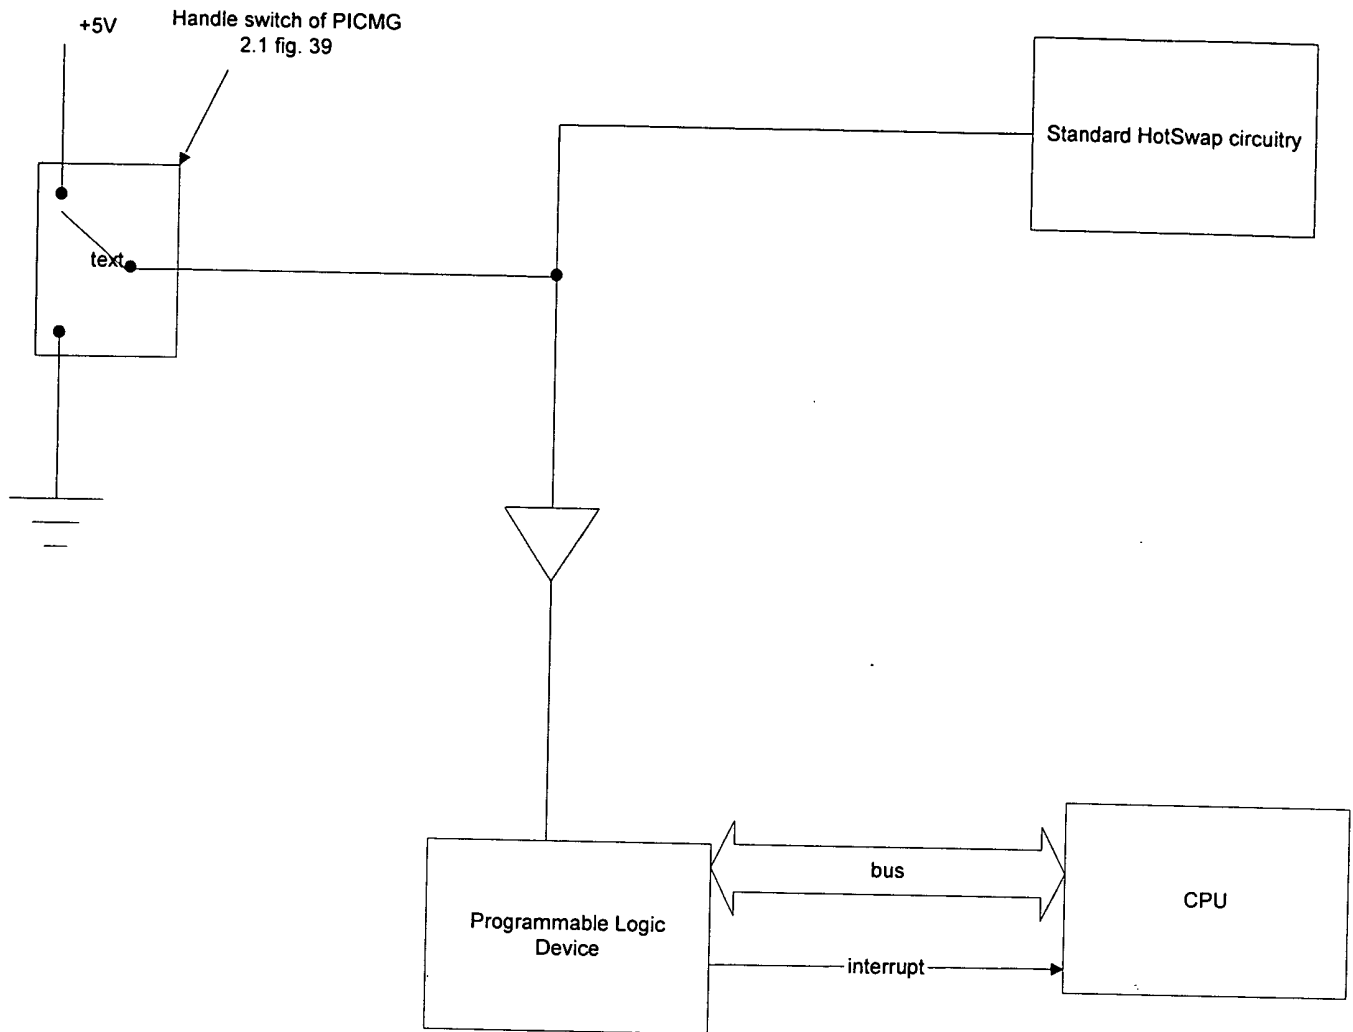 +5V
Handle switch of PICMG
2.1 fig. 39
Standard HotSwap circuitry
text
bus
CPU
Programmable Logic
Device
interrupt